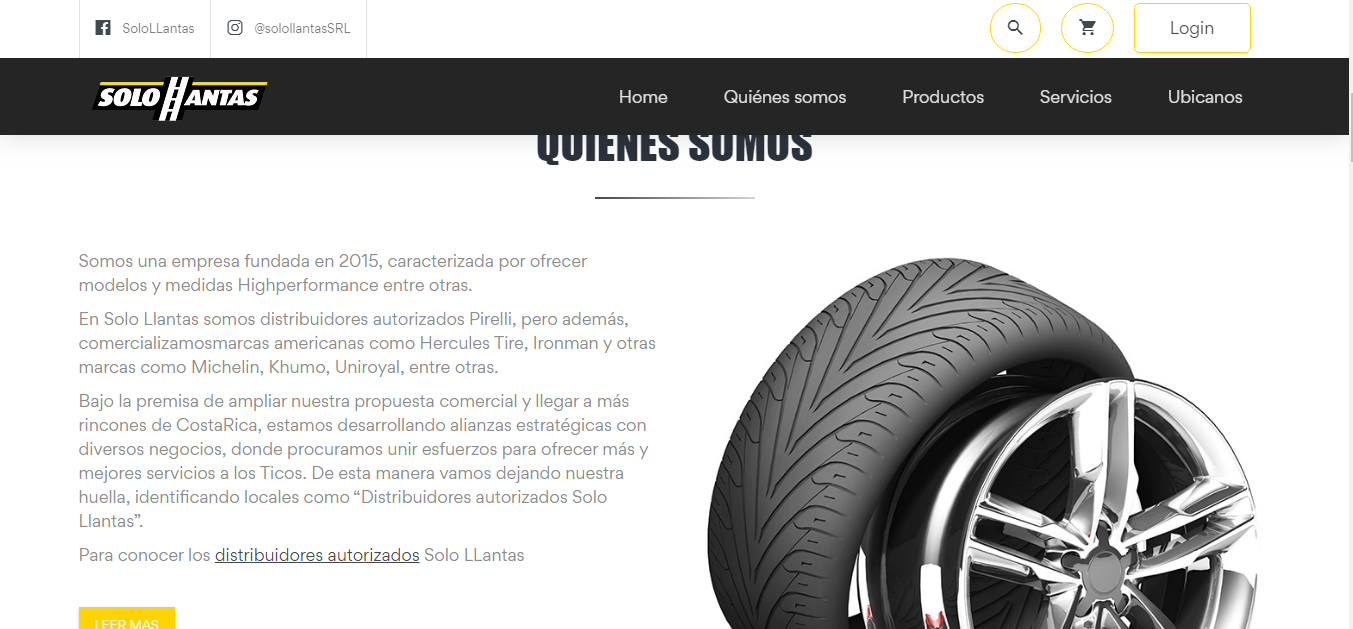 SoloLLantas
@solollantasSRL
Login
SOLO LLANTAS
Home
Quiénes somos
Productos
Servicios
Ubicanos
QUIÉNES SOMOS
Somos una empresa fundada en 2015, caracterizada por ofrecer
modelos y medidas Highperformance entre otras.
En Solo Llantas somos distribuidores autorizados Pirelli, pero además,
comercializamosmarcas americanas como Hercules Tire, Ironman y otras
marcas como Michelin, Khumo, Uniroyal, entre otras.
Bajo la premisa de ampliar nuestra propuesta comercial y llegar a más
rincones de CostaRica, estamos desarrollando alianzas estratégicas con
diversos negocios, donde procuramos unir esfuerzos para ofrecer más y
mejores servicios a los Ticos. De esta manera vamos dejando nuestra
huella, identificando locales como “Distribuidores autorizados Solo
Llantas”.
Para conocer los distribuidores autorizados Solo LLantas
LEER MAS